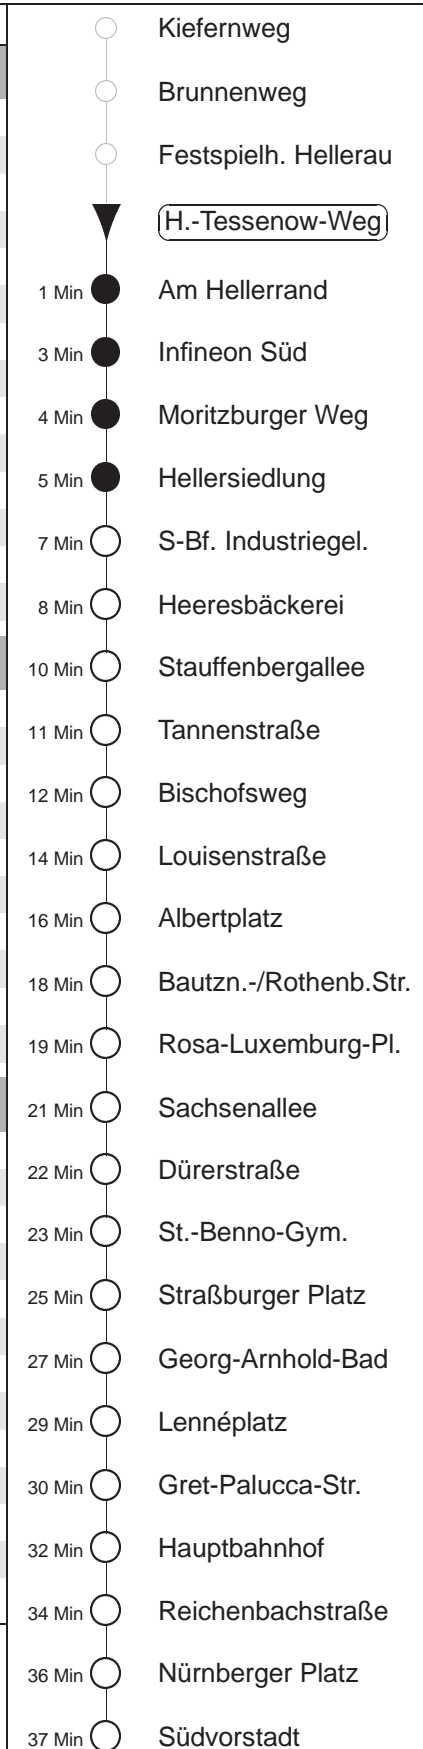 Kiefernweg
Brunnenweg
Festspielh. Hellerau
H.-Tessenow-Weg
1 Min Am Hellerrand
3 Min Infineon Süd
4 Min Moritzburger Weg
5 Min Hellersiedlung
7 Min S-Bf. Industriegel.
8 Min Heeresbäckerei
10 Min Stauffenbergallee
11 Min Tannenstraße
12 Min Bischofsweg
14 Min Louisenstraße
16 Min Albertplatz
18 Min Bautzn.-/Rothenb.Str.
19 Min Rosa-Luxemburg-Pl.
21 Min Sachsenallee
22 Min Dürerstraße
23 Min St.-Benno-Gym.
25 Min Straßburger Platz
27 Min Georg-Arnhold-Bad
29 Min Lennéplatz
30 Min Gret-Palucca-Str.
32 Min Hauptbahnhof
34 Min Reichenbachstraße
36 Min Nürnberger Platz
37 Min Südvorstadt